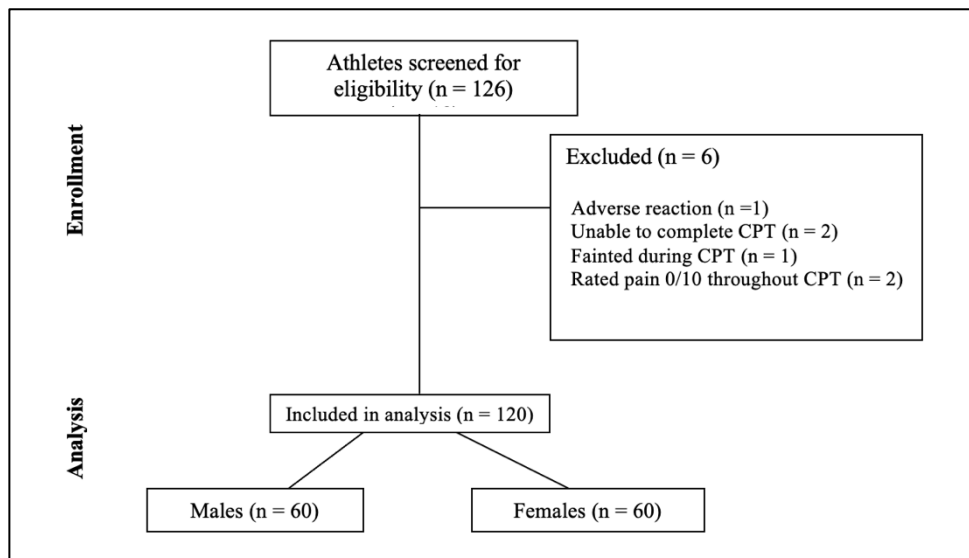 Athletes screened for
eligibility (n = 126)
Enrollment
Excluded (n = 6)
Adverse reaction (n =1)
Unable to complete CPT (n = 2)
Fainted during CPT (n = 1)
Rated pain 0/10 throughout CPT (n = 2)
Analysis
Included in analysis (n = 120)
Males (n = 60)
Females (n = 60)